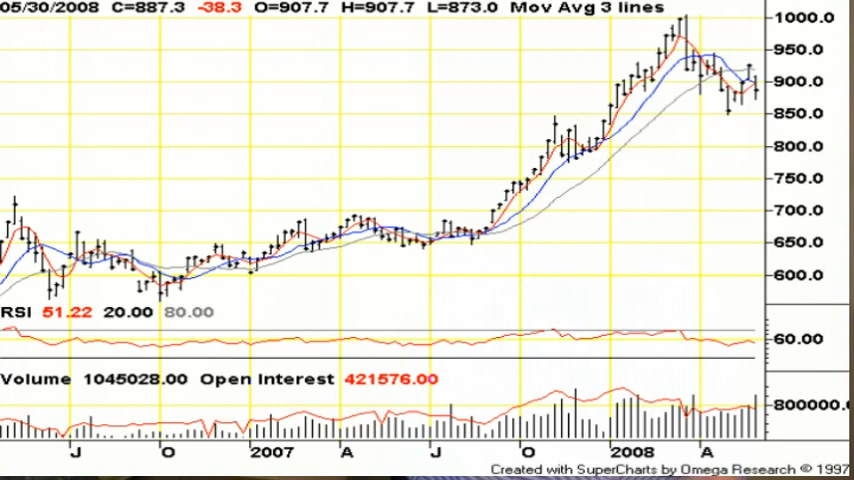 05/30/2008 C=887.3 -38.3 O=907.7 H=907.7 L=873.0 Mov Avg 3 lines
1000.0
950.0
900.0
850.0
800.0
750.0
700.0
650.0
600.0
RSI 51.22 20.00 80.00
60.00
Volume 1045028.00 Open Interest 421576.00
800000.0
J O 2007 A J O 2008 A
Created with SuperCharts by Omega Research © 1997